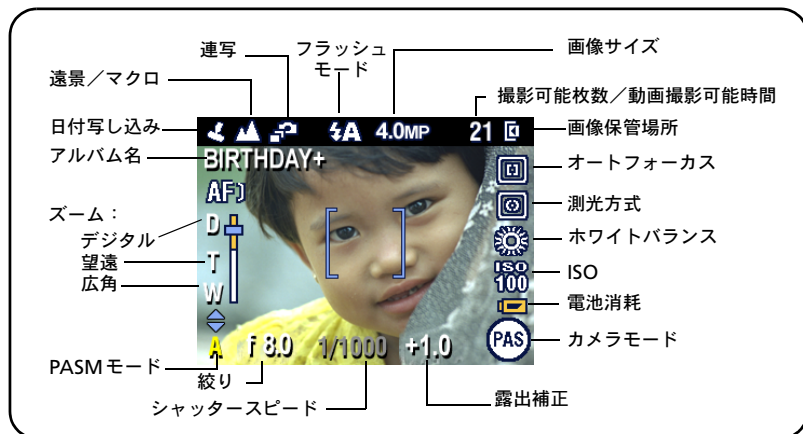 連写
フラッシュ
モード
画像サイズ
遠景／マクロ
撮影可能枚数／動画撮影可能時間
日付写し込み
4.0MP
21
画像保管場所
アルバム名
BIRTHDAY+
オートフォーカス
AF
測光方式
ズーム：
デジタル
D
ホワイトバランス
望遠
T
ISO
100
ISO
広角
W
電池消耗
PAS
カメラモード
A
f 8.0
1/1000
+1.0
PASMモード
絞り
シャッタースピード
露出補正
A